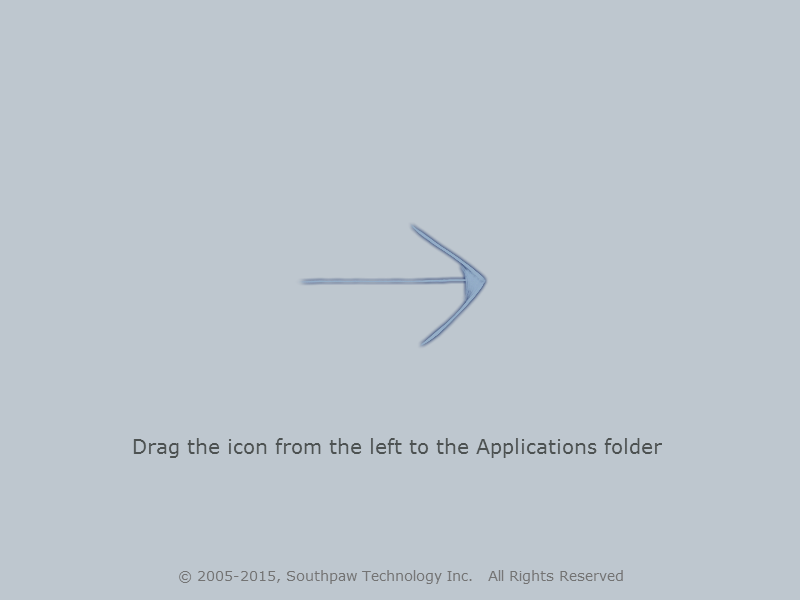 Drag the icon from the left to the Applications folder
© 2005-2015, Southpaw Technology Inc. All Rights Reserved